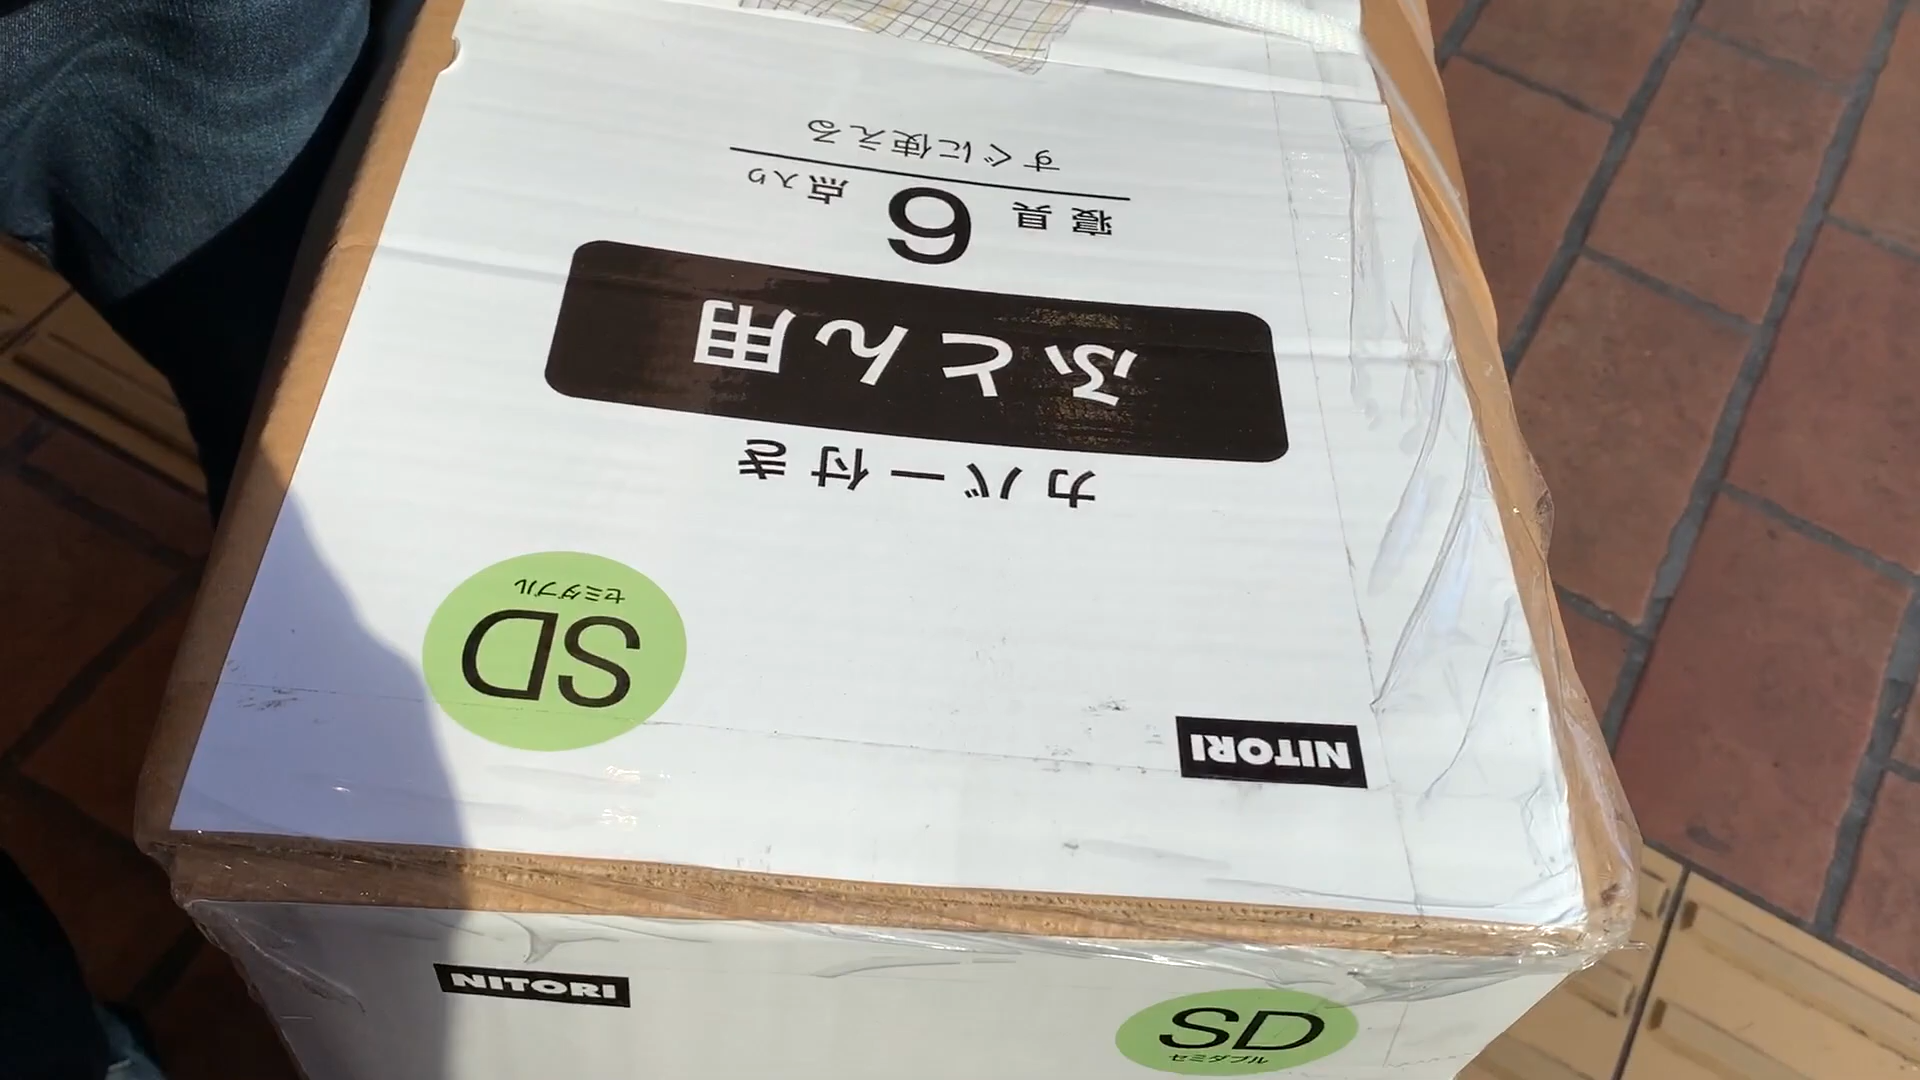 NITORI
SD
セミダブル
カバー付き
ふとん用
寝具6点入り
すぐに使える
NITORI
SD
セミダブル